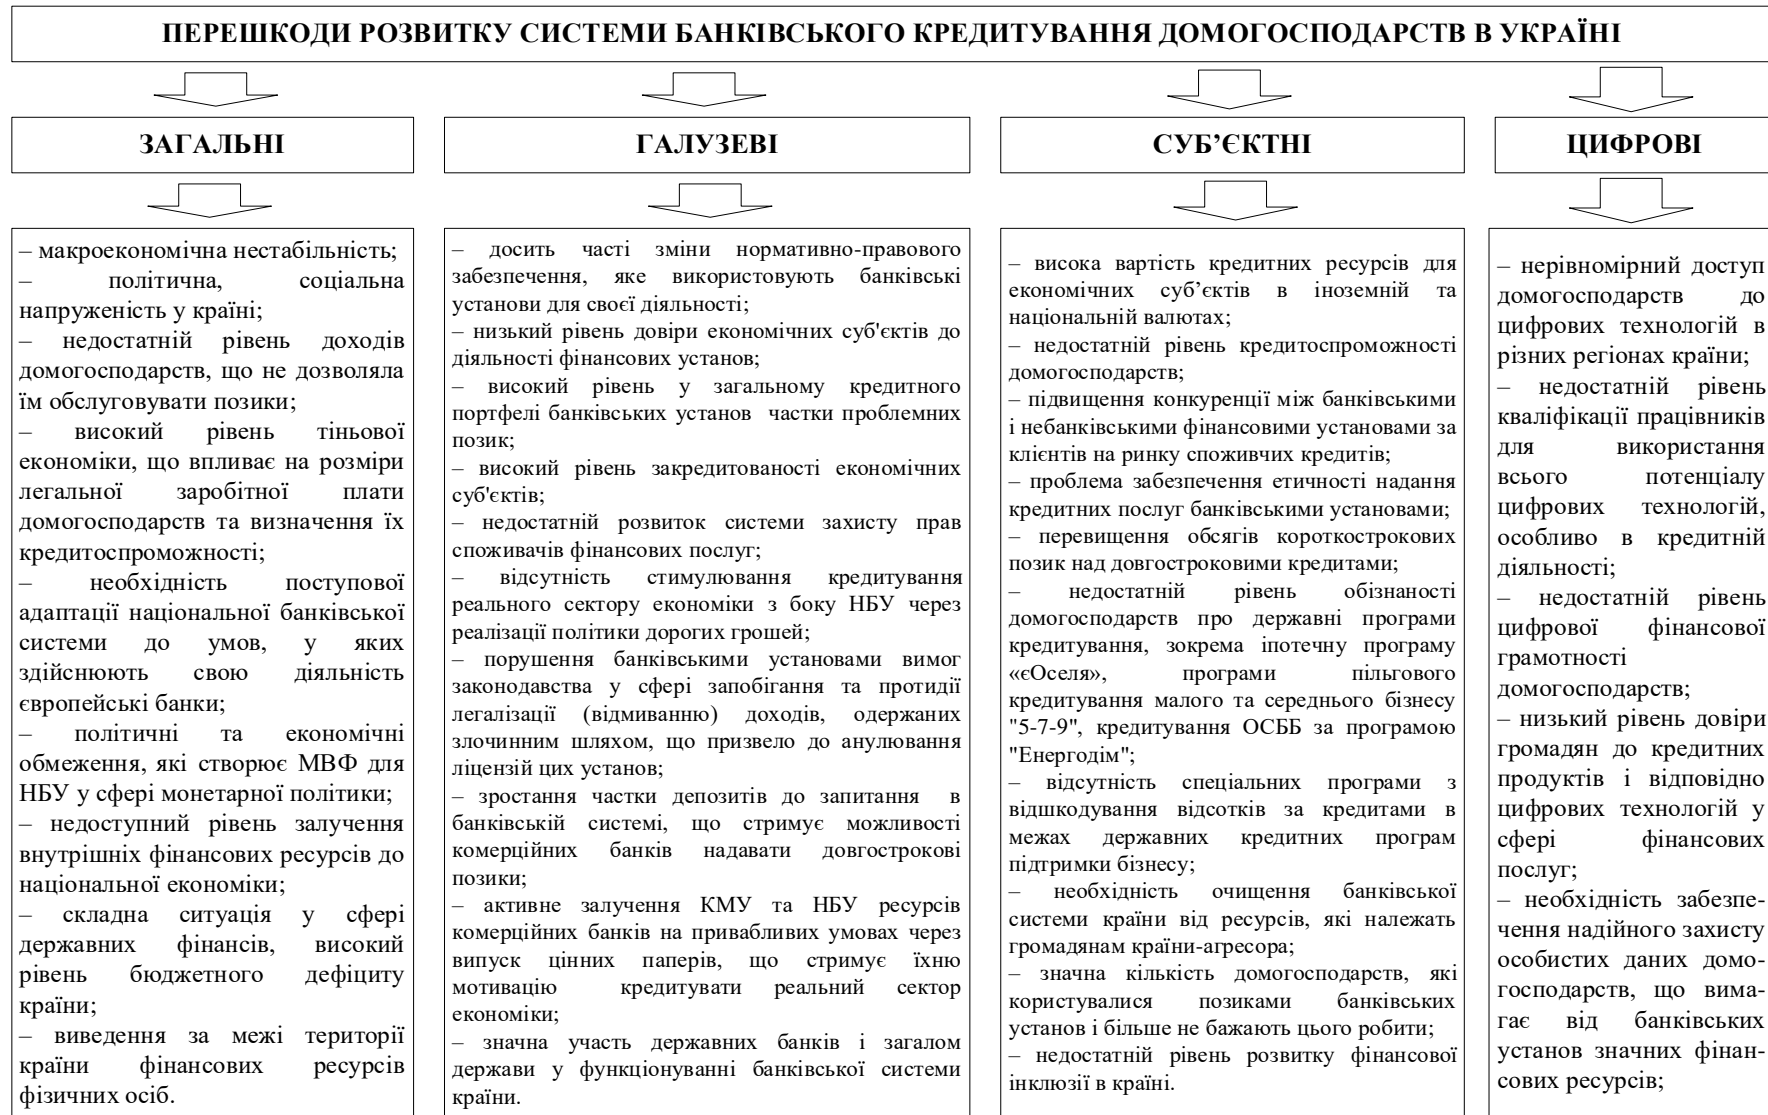 ПЕРЕШКОДИ РОЗВИТКУ СИСТЕМИ БАНКІВСЬКОГО КРЕДИТУВАННЯ ДОМОГОСПОДАРСТВ В УКРАЇНІ
ЗАГАЛЬНІ
– макроекономічна нестабільність;
– політична, соціальна
напруженість у країні;
– недостатній рівень доходів
домогосподарств, що не дозволяла
їм обслуговувати позики;
– високий рівень тіньової
економіки, що впливає на розміри
легальної заробітної плати
домогосподарств та визначення їх
кредитоспроможності;
– необхідність поступової
адаптації національної банківської
системи до умов, у яких
здійснюють свою діяльність
європейські банки;
– політичні та економічні
обмеження, які створює МВФ для
НБУ у сфері монетарної політики;
– недоступний рівень залучення
внутрішніх фінансових ресурсів до
національної економіки;
– складна ситуація у сфері
державних фінансів, високий
рівень бюджетного дефіциту
країни;
– виведення за межі території
країни фінансових ресурсів
фізичних осіб.
ГАЛУЗЕВІ
– досить часті зміни нормативно-правового
забезпечення, яке використовують банківські
установи для своєї діяльності;
– низький рівень довіри економічних суб'єктів до
діяльності фінансових установ;
– високий рівень у загальному кредитного
портфелі банківських установ частки проблемних
позик;
– високий рівень закредитованості економічних
суб'єктів;
– недостатній розвиток системи захисту прав
споживачів фінансових послуг;
– відсутність стимулювання кредитування
реального сектору економіки з боку НБУ через
реалізації політики дорогих грошей;
– порушення банківськими установами вимог
законодавства у сфері запобігання та протидії
легалізації (відмиванню) доходів, одержаних
злочинним шляхом, що призвело до анулювання
ліцензій цих установ;
– зростання частки депозитів до запитання в
банківській системі, що стримує можливості
комерційних банків надавати довгострокові
позики;
– активне залучення КМУ та НБУ ресурсів
комерційних банків на привабливих умовах через
випуск цінних паперів, що стримує їхню
мотивацію кредитувати реальний сектор
економіки;
– значна участь державних банків і загалом
держави у функціонуванні банківської системи
країни.
СУБ’ЄКТНІ
– висока вартість кредитних ресурсів для
економічних суб’єктів в іноземній та
національній валютах;
– недостатній рівень кредитоспроможності
домогосподарств;
– підвищення конкуренції між банківськими
і небанківськими фінансовими установами за
клієнтів на ринку споживчих кредитів;
– проблема забезпечення етичності надання
кредитних послуг банківськими установами;
– перевищення обсягів короткострокових
позик над довгостроковими кредитами;
– недостатній рівень обізнаності
домогосподарств про державні програми
кредитування, зокрема іпотечну програму
«єОселя», програми пільгового
кредитування малого та середнього бізнесу
"5-7-9", кредитування ОСББ за програмою
"Енергодім";
– відсутність спеціальних програми з
відшкодування відсотків за кредитами в
межах державних кредитних програм
підтримки бізнесу;
– необхідність очищення банківської
системи країни від ресурсів, які належать
громадянам країни-агресора;
– значна кількість домогосподарств, які
користувалися позиками банківських
установ і більше не бажають цього робити;
– недостатній рівень розвитку фінансової
інклюзії в країні.
ЦИФРОВІ
– нерівномірний доступ
домогосподарств до
цифрових технологій в
різних регіонах країни;
– недостатній рівень
кваліфікації працівників
для використання
всього потенціалу
цифрових технологій,
особливо в кредитній
діяльності;
– недостатній рівень
цифрової фінансової
грамотності
домогосподарств;
– низький рівень довіри
громадян до кредитних
продуктів і відповідно
цифрових технологій у
сфері фінансових
послуг;
– необхідність забезпе-
чення надійного захисту
особистих даних домо-
господарств, що вима-
гає від банківських
установ значних фінан-
сових ресурсів;